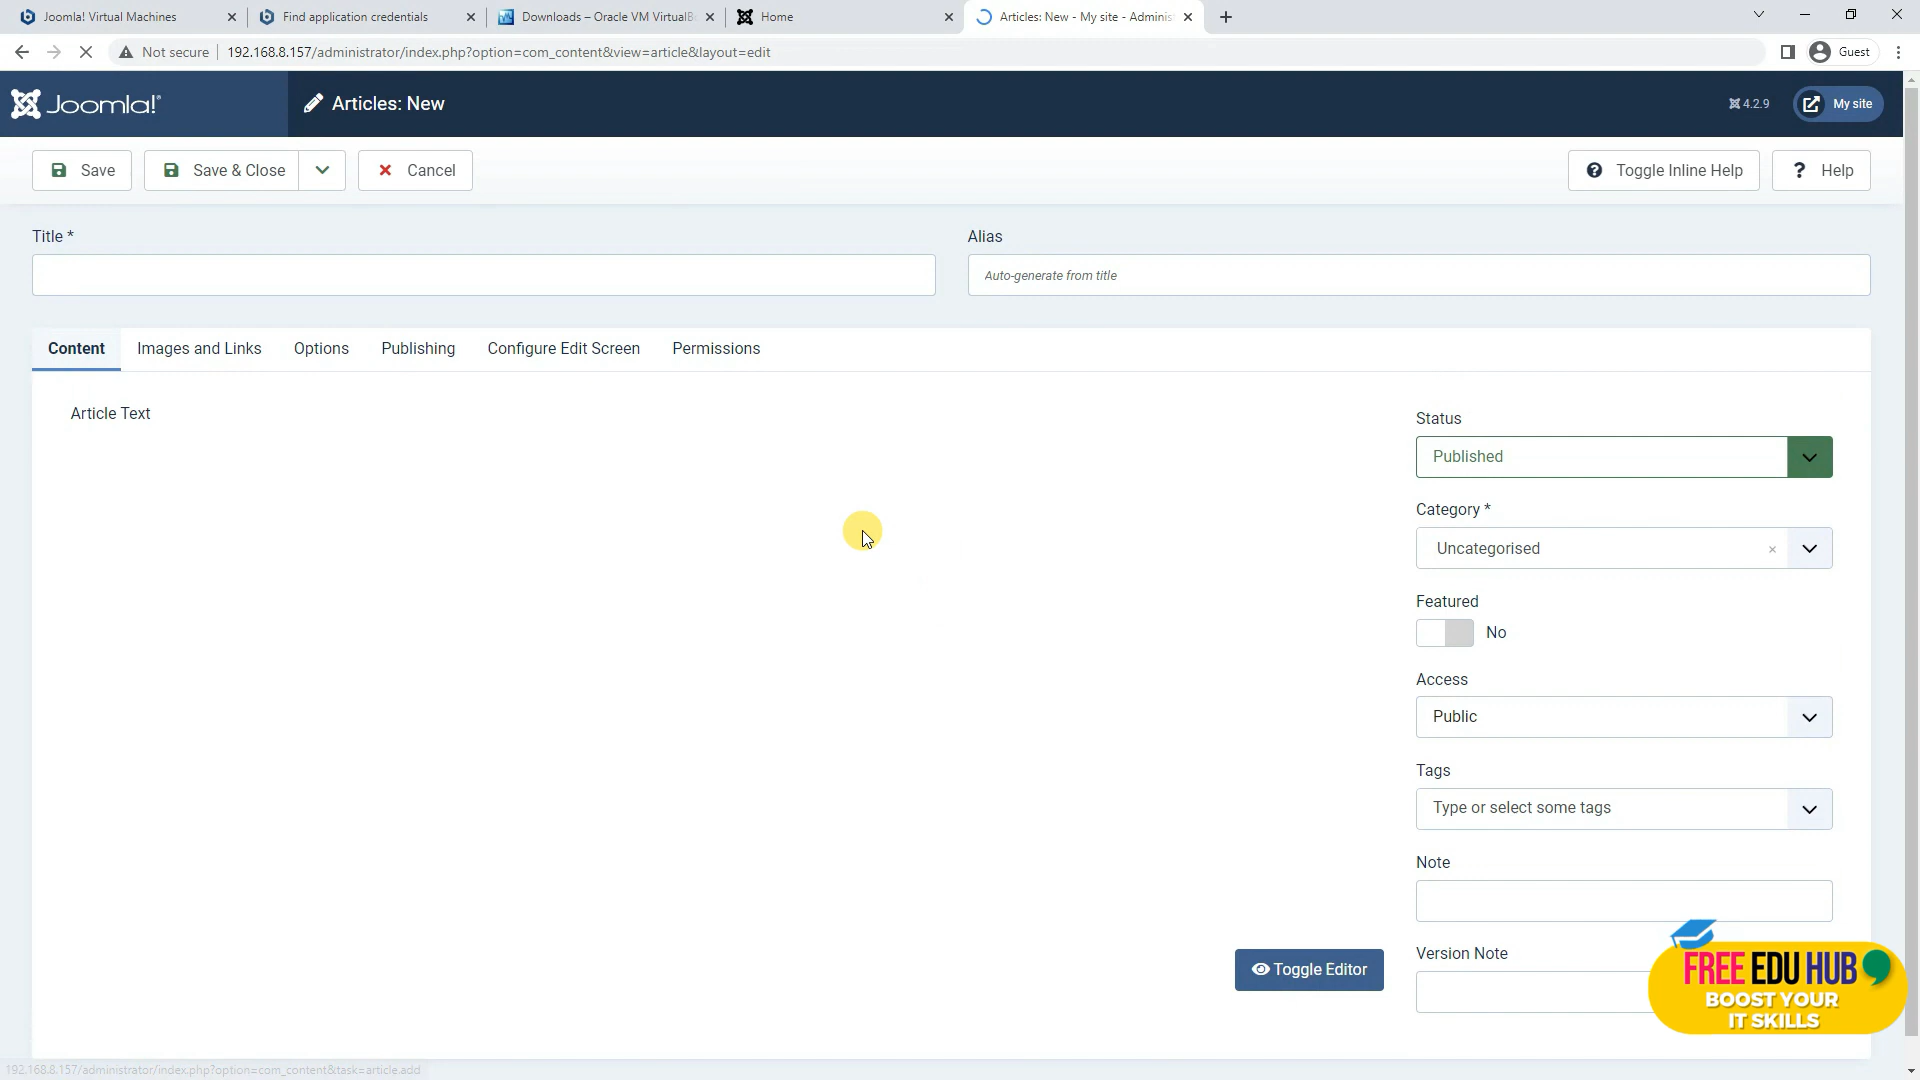 Joomla! Virtual Machines
Find application credentials
Downloads – Oracle VM VirtualB
Home
Articles: New - My site - Adminis
Not secure
192.168.8.157/administrator/index.php?option=com_content&view=article&layout=edit
Guest
Joomla!®
Articles: New
4.2.9
My site
Save
Save & Close
Cancel
Toggle Inline Help
? Help
Title *
Alias
Auto-generate from title
Content
Images and Links
Options
Publishing
Configure Edit Screen
Permissions
Article Text
Status
Published
Category *
Uncategorised
Featured
No
Access
Public
Tags
Type or select some tags
Note
Toggle Editor
Version Note
FREE EDU HUB
BOOST YOUR
IT SKILLS
192.168.8.157/administrator/index.php?option=com_content&task=article.add